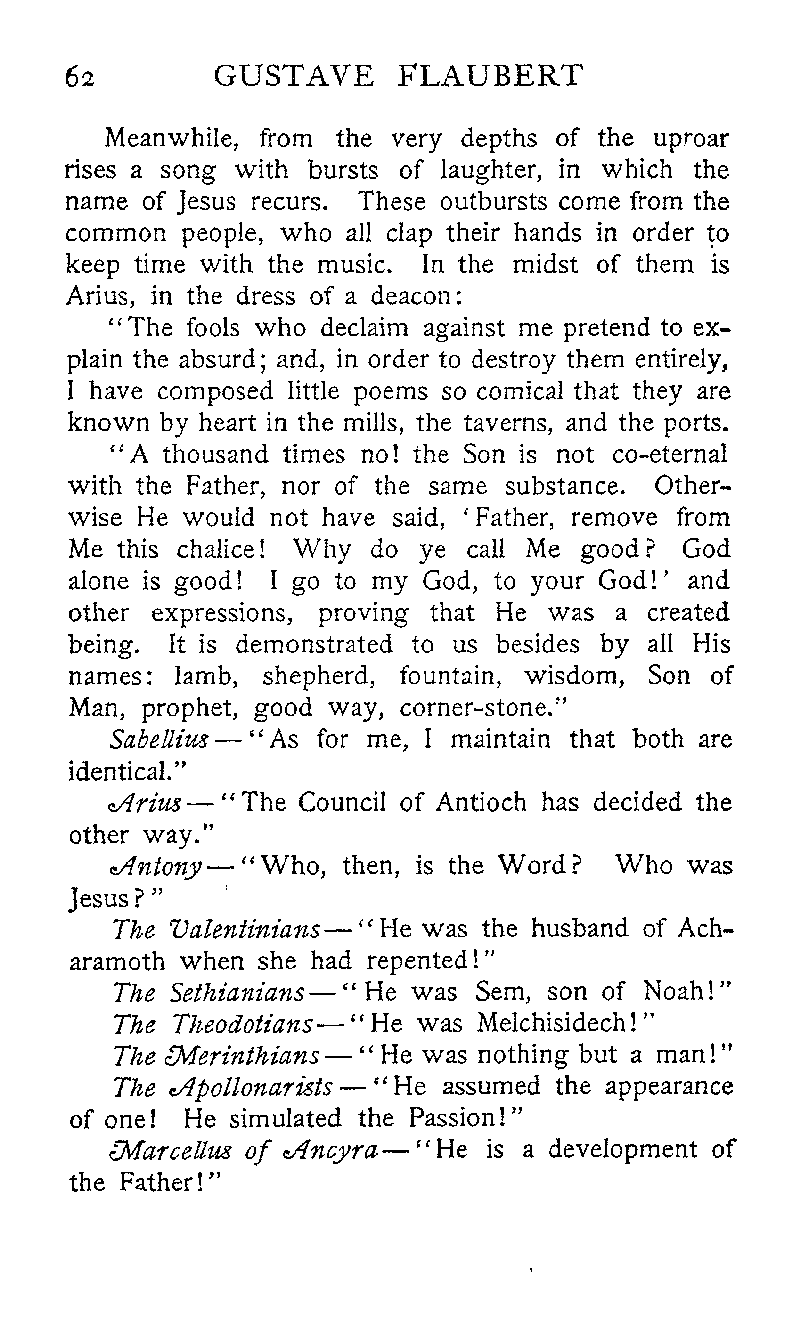 62 GUSTAVE FLAUBERT
Meanwhile, from the very depths of the uproar
rises a song with bursts of laughter, in which the
name of Jesus recurs. These outbursts come from the
common people, who all clap their hands in order to
keep time with the music. In the midst of them is
Arius, in the dress of a deacon:
"The fools who declaim against me pretend to ex-
plain the absurd; and, in order to destroy them entirely,
I have composed little poems so comical that they are
known by heart in the mills, the taverns, and the ports.
"A thousand times no! the Son is not co-eternal
with the Father, nor of the same substance. Other-
wise He would not have said, 'Father, remove from
Me this chalice! Why do ye call Me good? God
alone is good! I go to my God, to your God!' and
other expressions, proving that He was a created
being. It is demonstrated to us besides by all His
names: lamb, shepherd, fountain, wisdom, Son of
Man, prophet, good way, corner-stone."
Sabellius — "As for me, I maintain that both are
identical."
Arius — "The Council of Antioch has decided the
other way."
Antony — "Who, then, is the Word? Who was
Jesus?"
The Valentinians — "He was the husband of Ach-
aramoth when she had repented!"
The Sethianians — "He was Sem, son of Noah!"
The Theodotians — "He was Melchisidech!"
The Merinthians — "He was nothing but a man!"
The Apollonarists — "He assumed the appearance
of one! He simulated the Passion!"
Marcellus of Ancyra — "He is a development of
the Father!"